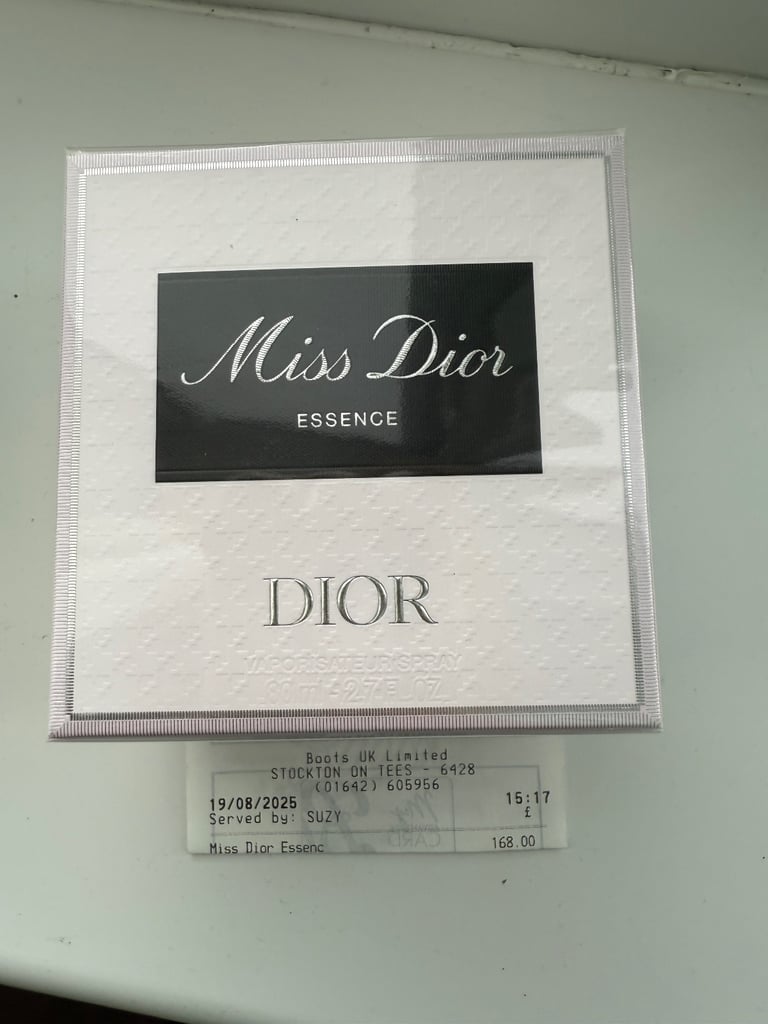 Miss Dior
ESSENCE
DIOR
VAPORISATEUR SPRAY
80 ml - 2.7 FL. OZ.
Boots UK Limited
STOCKTON ON TEES - 6428
(01642) 605956
19/08/2025 15:17
Served by: SUZY £
Miss Dior Essenc 168.00